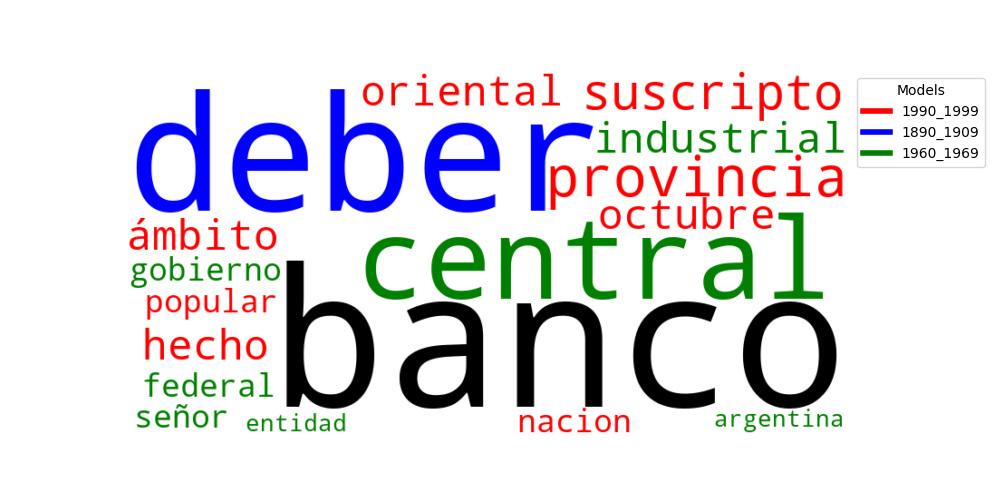 oriental
suscripto
deber
industrial
provincia
octubre
ámbito
central
gobierno
banco
popular
hecho
federal
señor
entidad
nacion
argentina
Models
1990_1999
1890_1909
1960_1969